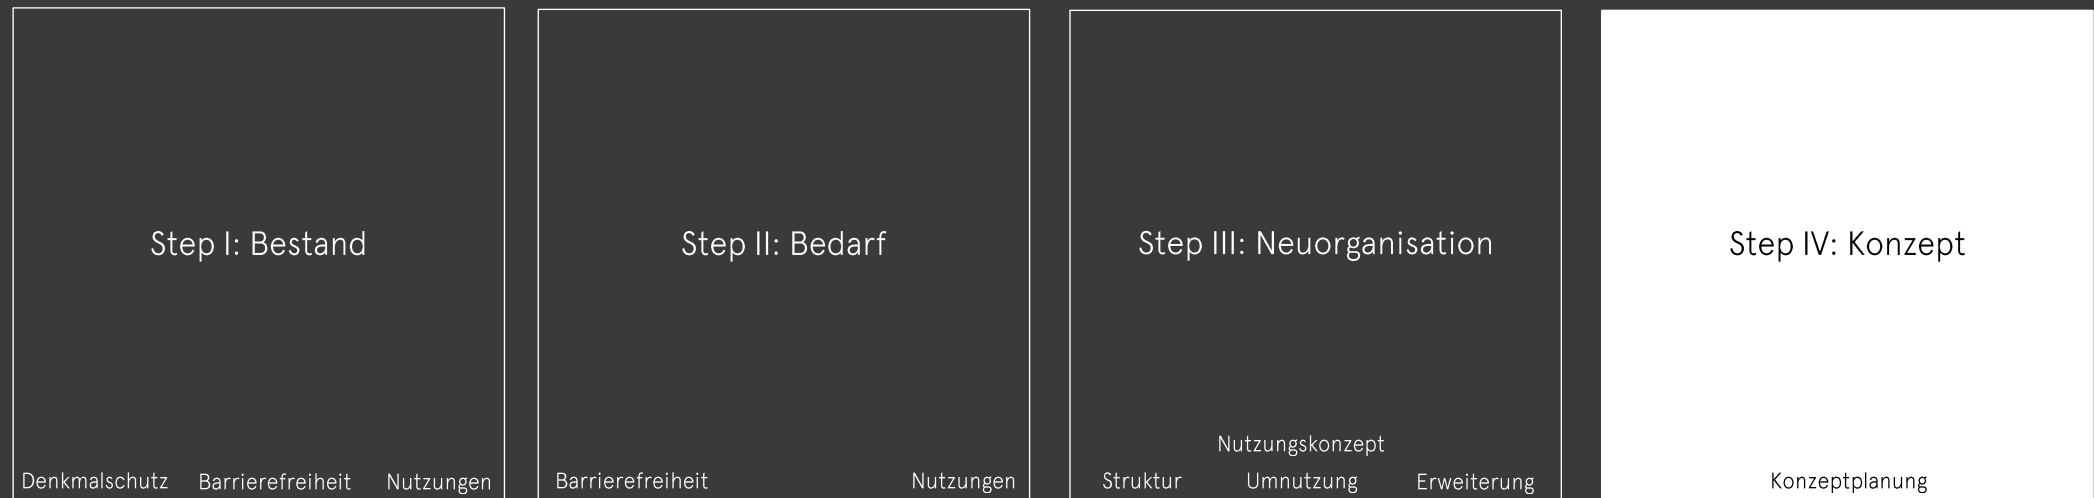 Step I: Bestand
Denkmalschutz Barrierefreiheit Nutzungen
Step II: Bedarf
Barrierefreiheit Nutzungen
Step III: Neuorganisation
Nutzungskonzept
Struktur Umnutzung Erweiterung
Step IV: Konzept
Konzeptplanung